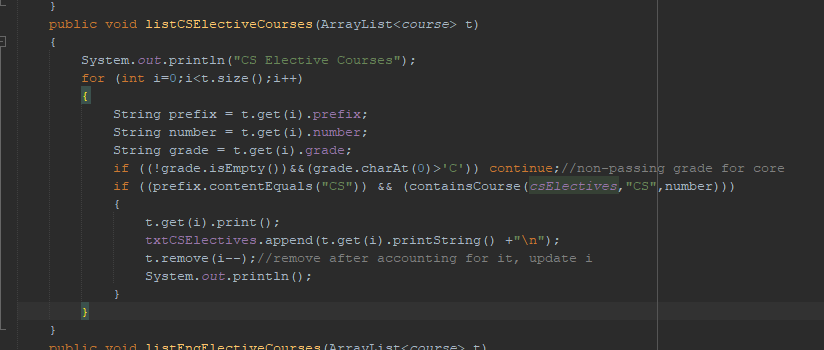 }
public void listCSElectiveCourses(ArrayList<course> t)
{
System.out.println("CS Elective Courses");
for (int i=0;i<t.size();i++)
{
String prefix = t.get(i).prefix;
String number = t.get(i).number;
String grade = t.get(i).grade;
if ((!grade.isEmpty())&&(grade.charAt(0)>'C')) continue;//non-passing grade for core
if ((prefix.contentEquals("CS")) && (containsCourse(csElectives,"CS",number)))
{
t.get(i).print();
txtCSElectives.append(t.get(i).printString() +"\n");
t.remove(i--);//remove after accounting for it, update i
System.out.println();
}
}
}
public void listEngElectiveCourses(ArrayList<course> t)